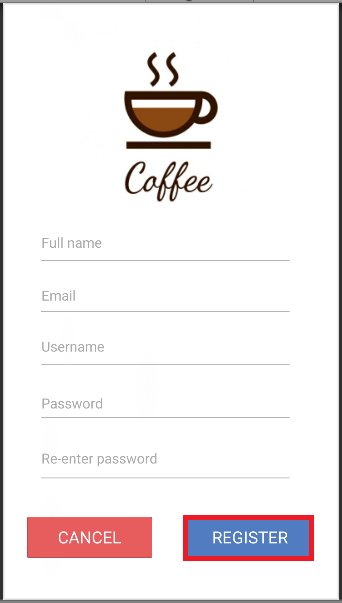 Coffee
Full name
Email
Username
Password
Re-enter password
CANCEL
REGISTER